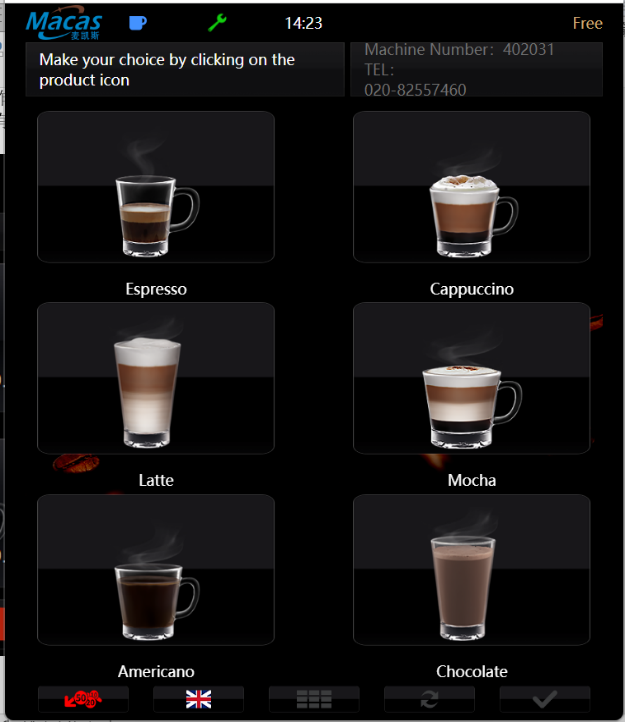 Macas
麦凯斯
14:23
Free
Make your choice by clicking on the
product icon
Machine Number：402031
TEL：
020-82557460
Espresso
Cappuccino
Latte
Mocha
Americano
Chocolate